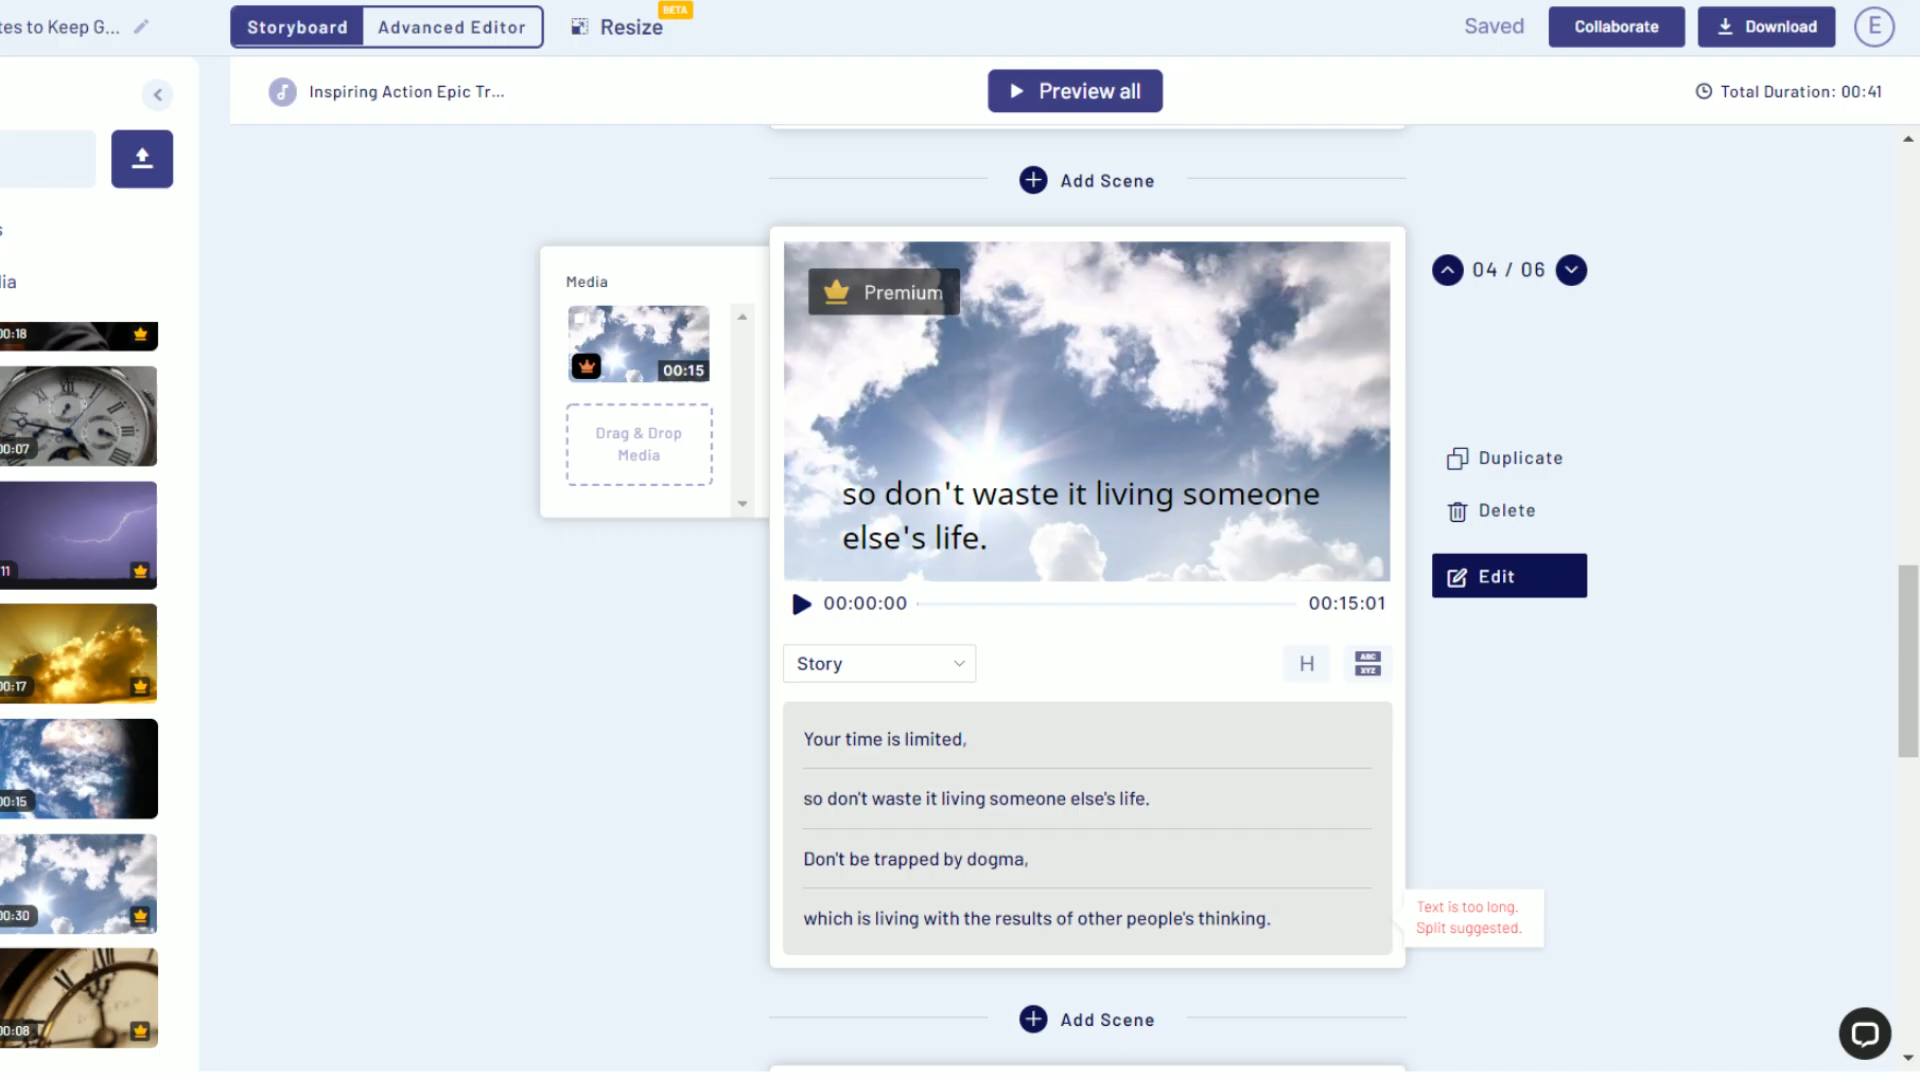 tes to Keep G...
Storyboard
Advanced Editor
Resize
BETA
Saved
Collaborate
Download
E
Inspiring Action Epic Tr...
Preview all
Total Duration: 00:41
Add Scene
s
ia
00:18
00:07
11
00:17
00:15
00:30
00:08
Media
00:15
Drag & Drop
Media
Premium
so don't waste it living someone
else's life.
00:00:00
00:15:01
04 / 06
Duplicate
Delete
Edit
Story
H
ABC
XYZ
Your time is limited,
so don't waste it living someone else's life.
Don't be trapped by dogma,
which is living with the results of other people's thinking.
Text is too long.
Split suggested.
Add Scene